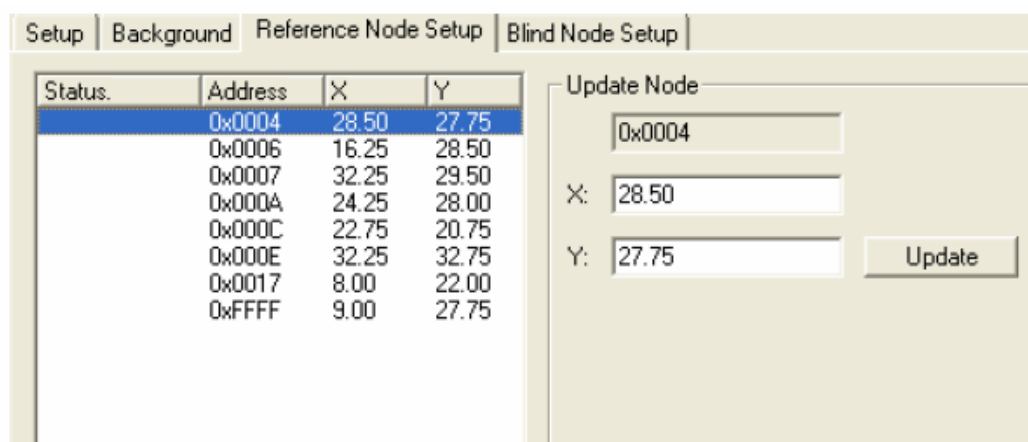 Setup Background Reference Node Setup Blind Node Setup
Status. Address X Y
0x0004 28.50 27.75
0x0006 16.25 28.50
0x0007 32.25 29.50
0x000A 24.25 28.00
0x000C 22.75 20.75
0x000E 32.25 32.75
0x0017 8.00 22.00
0xFFFF 9.00 27.75
Update Node
0x0004
X: 28.50
Y: 27.75 Update